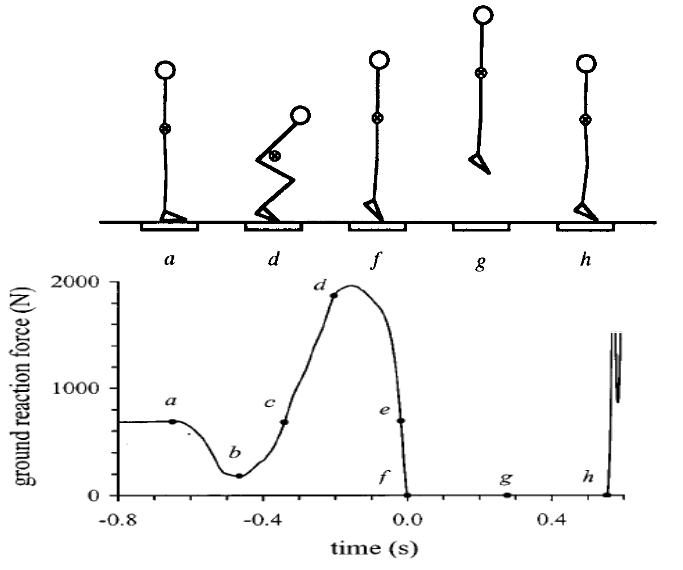 a d f g h
2000
1000
0
ground reaction force (N)
a
b
c
d
e
f
g
h
-0.8 -0.4 0.0 0.4
time (s)